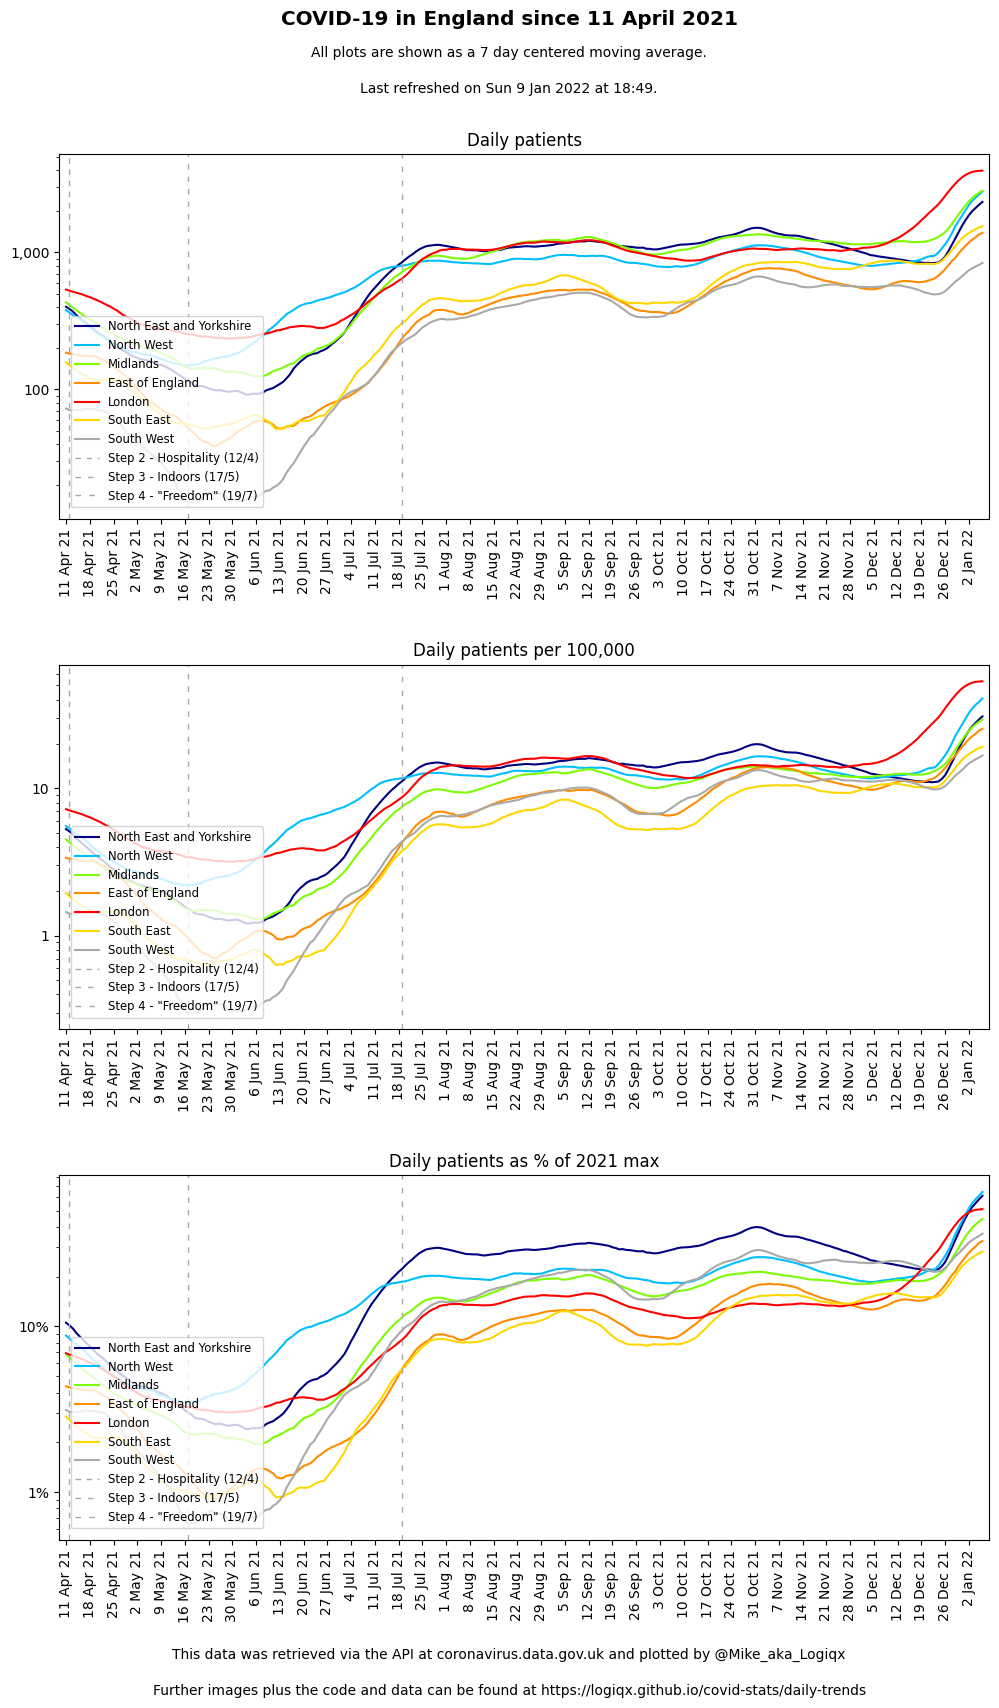 COVID-19 in England since 11 April 2021
All plots are shown as a 7 day centered moving average.
Last refreshed on Sun 9 Jan 2022 at 18:49.
Daily patients
1,000
100
North East and Yorkshire
North West
Midlands
East of England
London
South East
South West
Step 2 - Hospitality (12/4)
Step 3 - Indoors (17/5)
Step 4 - "Freedom" (19/7)
11 Apr 21
18 Apr 21
25 Apr 21
2 May 21
9 May 21
16 May 21
23 May 21
30 May 21
6 Jun 21
13 Jun 21
20 Jun 21
27 Jun 21
4 Jul 21
11 Jul 21
18 Jul 21
25 Jul 21
1 Aug 21
8 Aug 21
15 Aug 21
22 Aug 21
29 Aug 21
5 Sep 21
12 Sep 21
19 Sep 21
26 Sep 21
3 Oct 21
10 Oct 21
17 Oct 21
24 Oct 21
31 Oct 21
7 Nov 21
14 Nov 21
21 Nov 21
28 Nov 21
5 Dec 21
12 Dec 21
19 Dec 21
26 Dec 21
2 Jan 22
Daily patients per 100,000
10
1
North East and Yorkshire
North West
Midlands
East of England
London
South East
South West
Step 2 - Hospitality (12/4)
Step 3 - Indoors (17/5)
Step 4 - "Freedom" (19/7)
11 Apr 21
18 Apr 21
25 Apr 21
2 May 21
9 May 21
16 May 21
23 May 21
30 May 21
6 Jun 21
13 Jun 21
20 Jun 21
27 Jun 21
4 Jul 21
11 Jul 21
18 Jul 21
25 Jul 21
1 Aug 21
8 Aug 21
15 Aug 21
22 Aug 21
29 Aug 21
5 Sep 21
12 Sep 21
19 Sep 21
26 Sep 21
3 Oct 21
10 Oct 21
17 Oct 21
24 Oct 21
31 Oct 21
7 Nov 21
14 Nov 21
21 Nov 21
28 Nov 21
5 Dec 21
12 Dec 21
19 Dec 21
26 Dec 21
2 Jan 22
Daily patients as % of 2021 max
10%
1%
North East and Yorkshire
North West
Midlands
East of England
London
South East
South West
Step 2 - Hospitality (12/4)
Step 3 - Indoors (17/5)
Step 4 - "Freedom" (19/7)
11 Apr 21
18 Apr 21
25 Apr 21
2 May 21
9 May 21
16 May 21
23 May 21
30 May 21
6 Jun 21
13 Jun 21
20 Jun 21
27 Jun 21
4 Jul 21
11 Jul 21
18 Jul 21
25 Jul 21
1 Aug 21
8 Aug 21
15 Aug 21
22 Aug 21
29 Aug 21
5 Sep 21
12 Sep 21
19 Sep 21
26 Sep 21
3 Oct 21
10 Oct 21
17 Oct 21
24 Oct 21
31 Oct 21
7 Nov 21
14 Nov 21
21 Nov 21
28 Nov 21
5 Dec 21
12 Dec 21
19 Dec 21
26 Dec 21
2 Jan 22
This data was retrieved via the API at coronavirus.data.gov.uk and plotted by @Mike_aka_Logiqx
Further images plus the code and data can be found at https://logiqx.github.io/covid-stats/daily-trends